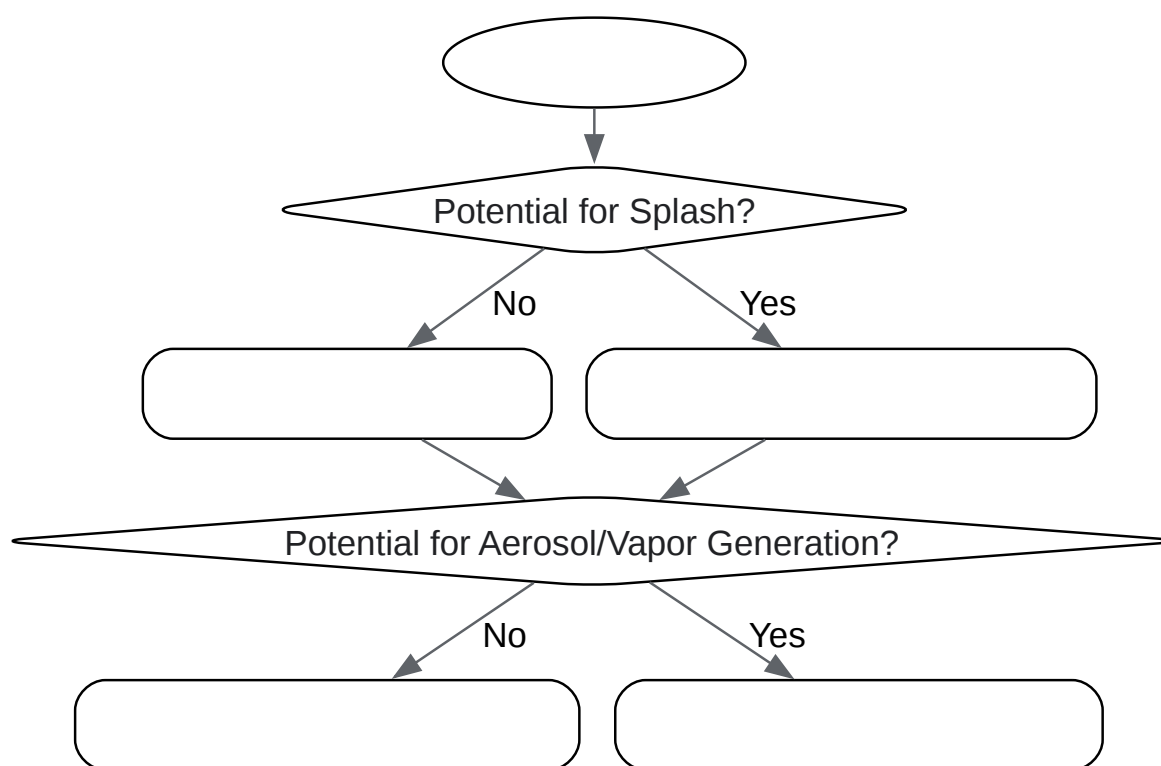 Potential for Splash?
No
Yes
Potential for Aerosol/Vapor Generation?
No
Yes